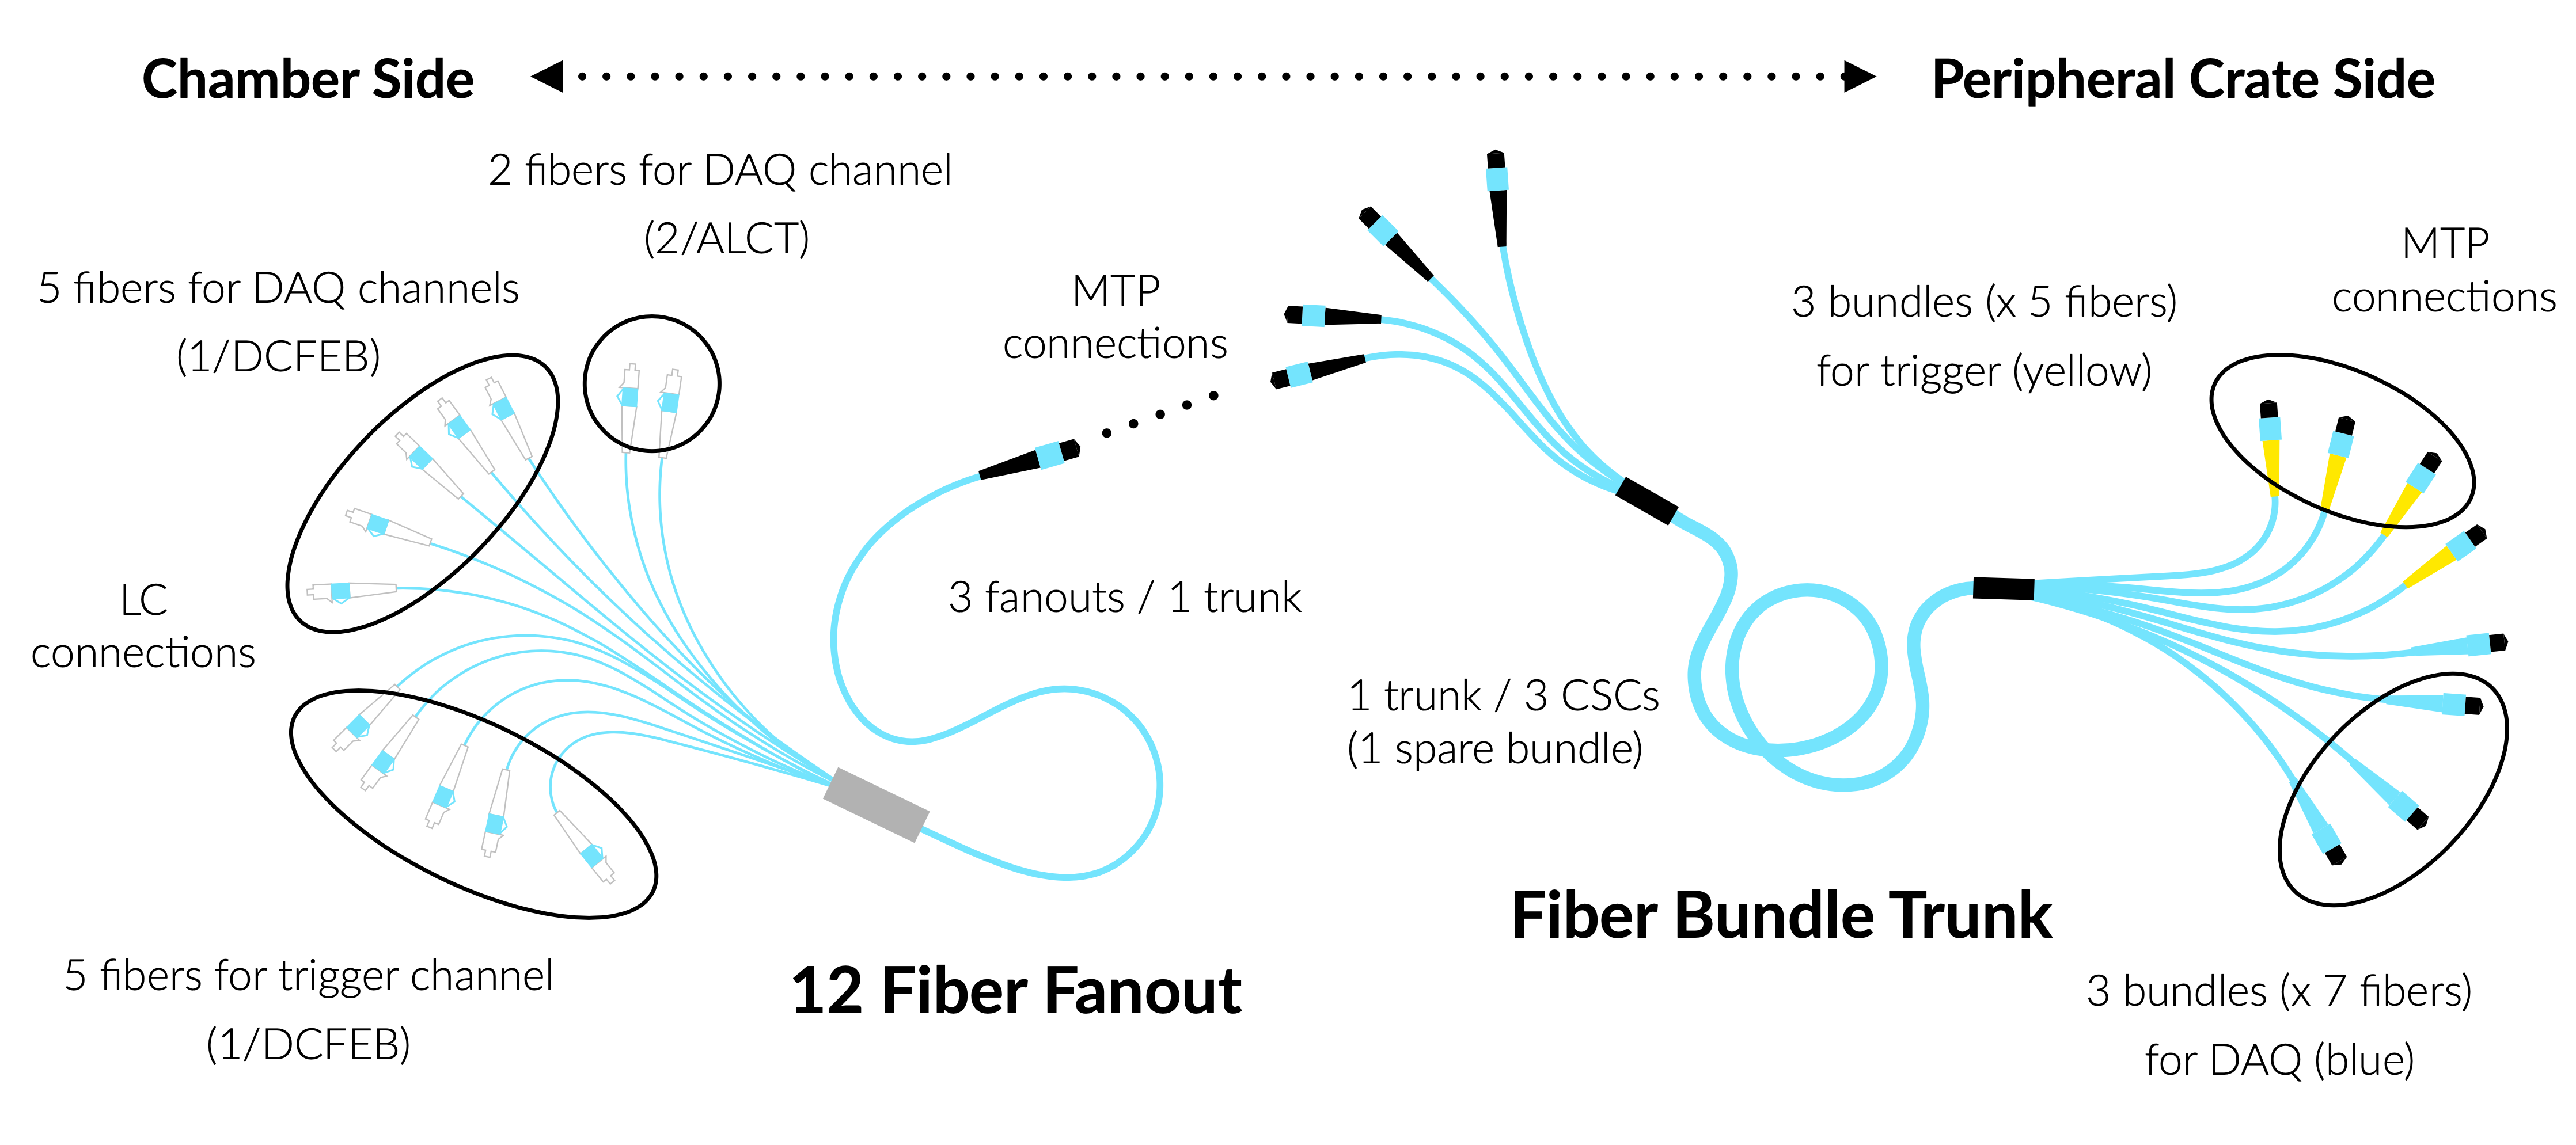 Chamber Side
Peripheral Crate Side
2 fibers for DAQ channel
(2/ALCT)
5 fibers for DAQ channels
(1/DCFEB)
MTP
connections
3 bundles (x 5 fibers)
for trigger (yellow)
MTP
connections
LC
connections
3 fanouts / 1 trunk
1 trunk / 3 CSCs
(1 spare bundle)
5 fibers for trigger channel
(1/DCFEB)
12 Fiber Fanout
Fiber Bundle Trunk
3 bundles (x 7 fibers)
for DAQ (blue)